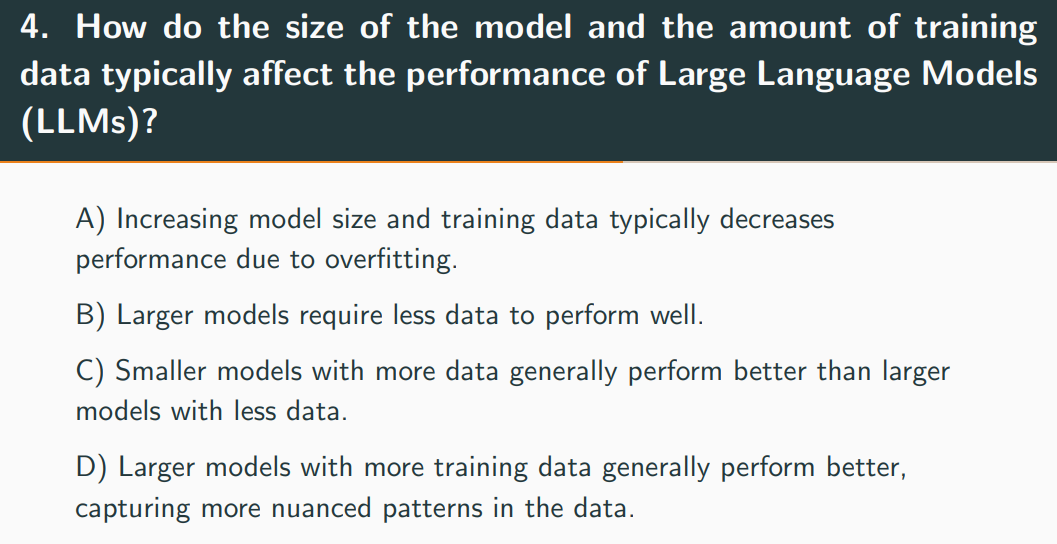 4. How do the size of the model and the amount of training
data typically affect the performance of Large Language Models
(LLMs)?
A) Increasing model size and training data typically decreases
performance due to overfitting.
B) Larger models require less data to perform well.
C) Smaller models with more data generally perform better than larger
models with less data.
D) Larger models with more training data generally perform better,
capturing more nuanced patterns in the data.